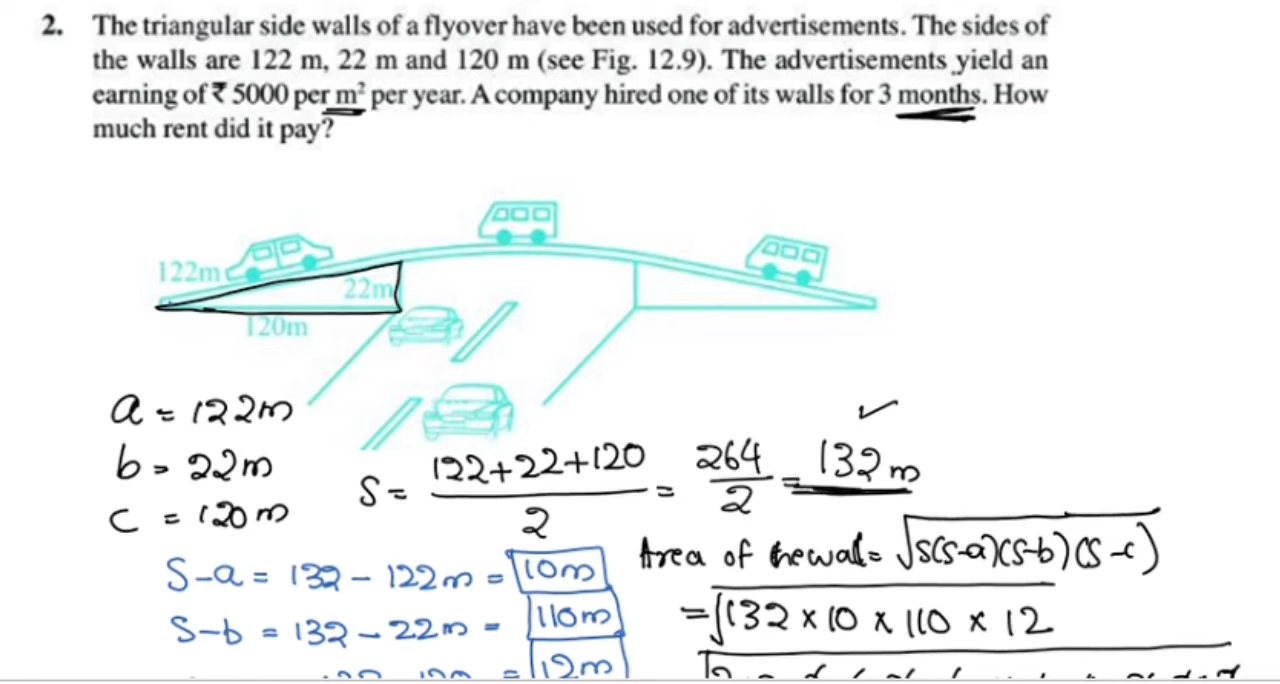 2. The triangular side walls of a flyover have been used for advertisements. The sides of
the walls are 122 m, 22 m and 120 m (see Fig. 12.9). The advertisements yield an
earning of ₹ 5000 per m² per year. A company hired one of its walls for 3 months. How
much rent did it pay?
122m
22m
120m
a = 122m
b = 22m
c = 120m
S = (122+22+120)/2 = 264/2 = 132m ✓
Area of the wall = √S(S-a)(S-b)(S-c)
S-a = 132 - 122m = 10m
= √132 × 10 × 110 × 12
S-b = 132 - 22m = 110m
= 12m